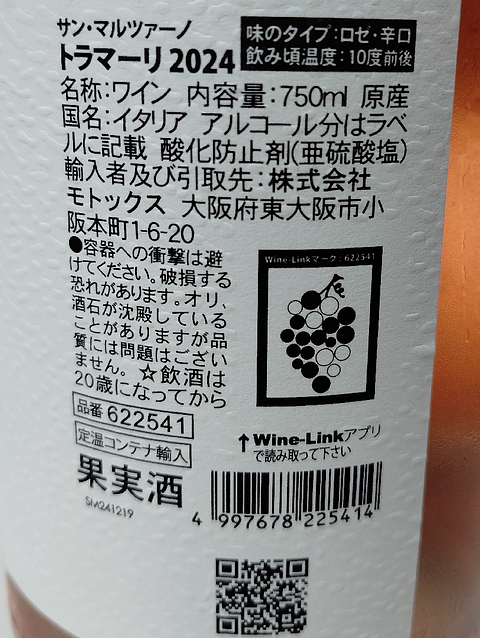 サン・マルツァーノ
トラマーリ 2024
味のタイプ:ロゼ・辛口
飲み頃温度:10度前後
名称:ワイン 内容量:750ml 原産
国名:イタリア アルコール分はラベ
ルに記載 酸化防止剤(亜硫酸塩)
輸入者及び引取先:株式会社
モトックス 大阪府東大阪市小
阪本町1-6-20
●容器への衝撃は避
けてください。破損する
恐れがあります。オリ、
酒石が沈殿している
ことがありますが品
質には問題はござい
ません。☆飲酒は
20歳になってから
Wine-Linkマーク:622541
品番 622541
定温コンテナ輸入
果実酒
SM241219
↑Wine-Linkアプリ
で読み取って下さい
4 997678 225414